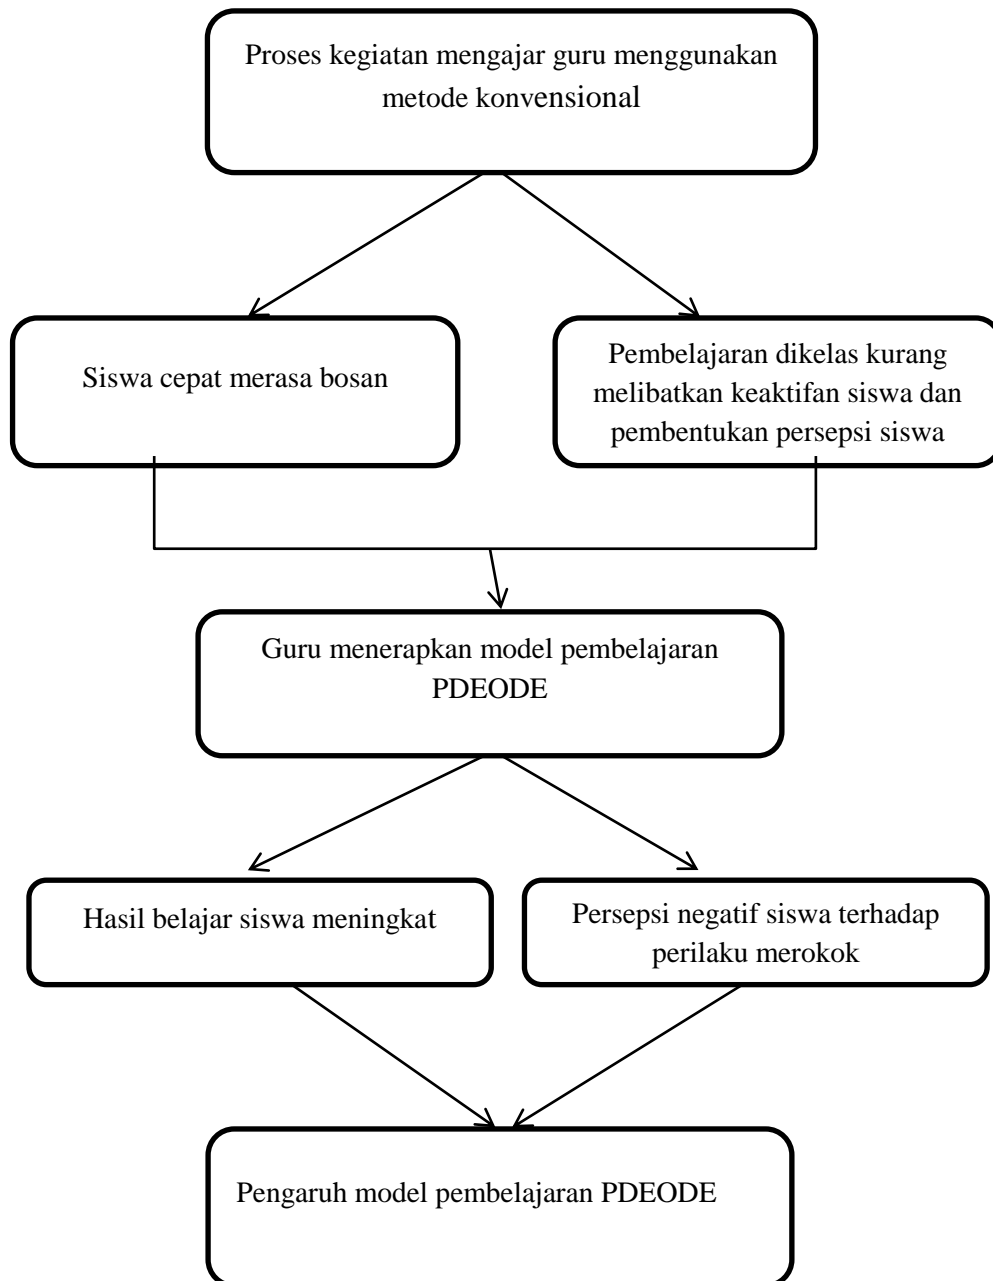 Proses kegiatan mengajar guru menggunakan
metode konvensional
Siswa cepat merasa bosan
Pembelajaran dikelas kurang
melibatkan keaktifan siswa dan
pembentukan persepsi siswa
Guru menerapkan model pembelajaran
PDEODE
Hasil belajar siswa meningkat
Persepsi negatif siswa terhadap
perilaku merokok
Pengaruh model pembelajaran PDEODE